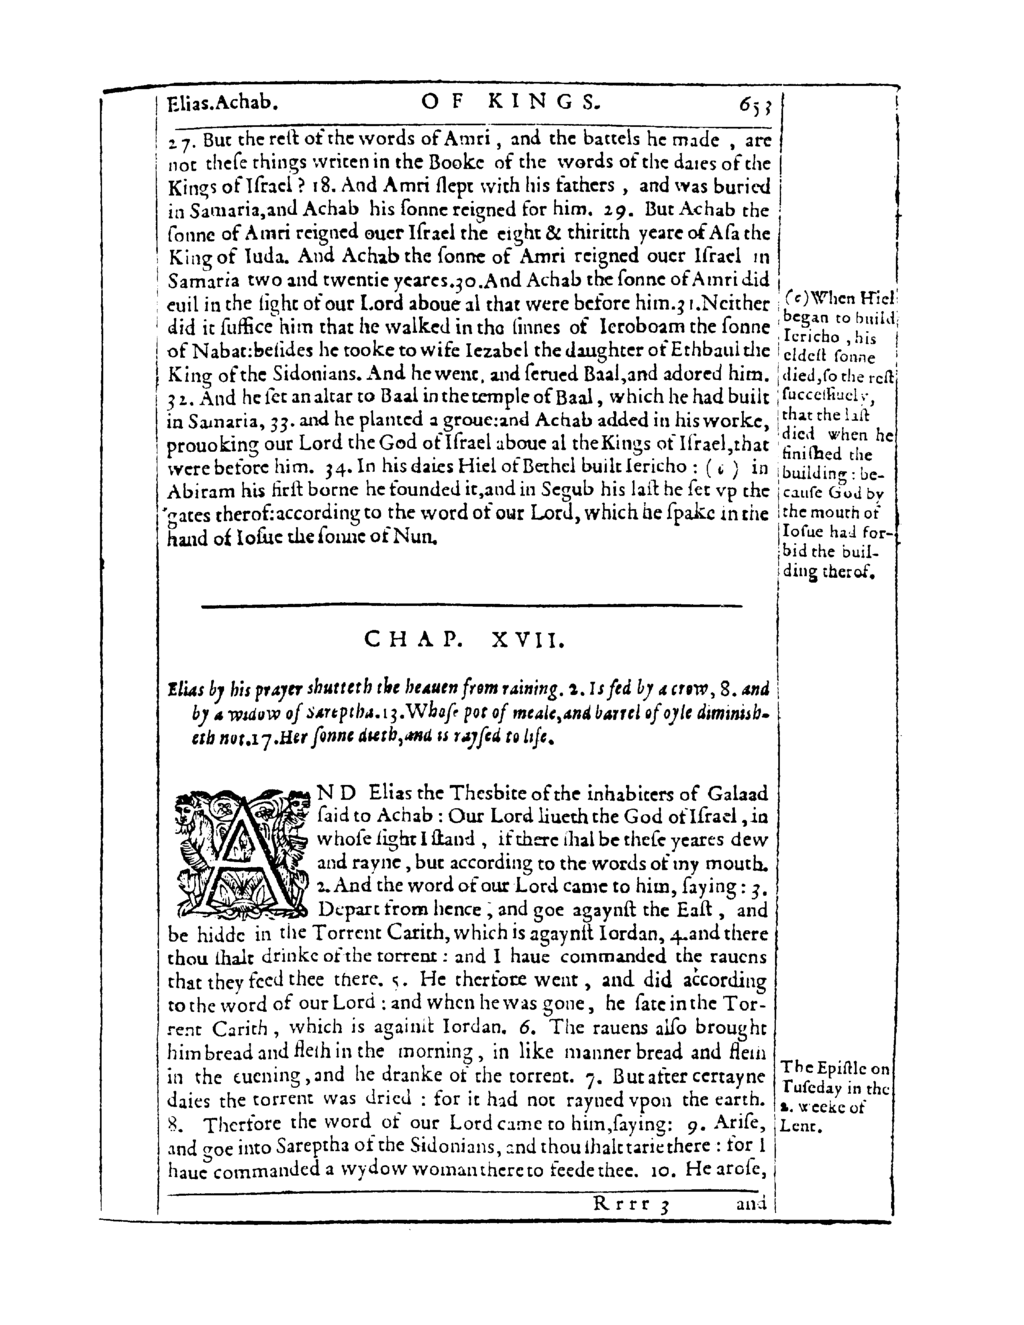 Elias. Achab. OF KINGS. 653
27. But the rest of the words of Amri, and the battels he made, are
not these things writen in the Booke of the words of the daies of the
Kings of Israel? 18. And Amri slept with his fathers, and was buried
in Samaria, and Achab his sonne reigned for him. 29. But Achab the
sonne of Amri reigned ouer Israel the eight & thirith yeare of Asa the
King of Iuda. And Achab the sonne of Amri reigned ouer Israel in
Samaria two and twentie yeares. 30. And Achab the sonne of Amri did
euil in the sight of our Lord aboue al that were before him. 31. Neither
did it suffice him that he walked in the sinnes of Ieroboam the sonne
of Nabat: besides he tooke to wife Iezabel the daughter of Ethbaal the
King of the Sidonians. And he went, and serued Baal, and adored him.
32. And he set an altar to Baal in the temple of Baal, which he had built
in Samaria, 33. and he planted a groue: and Achab added in his worke,
prouoking our Lord the God of Israel aboue al the Kings of Israel, that
were before him. 34. In his daies Hiel of Bethel built Iericho: (e) in
Abiram his first borne he founded it, and in Segub his last he set vp the
gates therof: according to the word of our Lord, which he spake in the
hand of Iosue the sonne of Nun.
(e) When Hiel
began to build
Iericho, his
eldest sonne
died, so the rest
successiuely,
that the last
died when he
finished the
building: be-
cause God by
the mouth of
Iosue had for-
bid the buil-
ding therof.
CHAP. XVII.
Elias by his prayer shutteth the heauen from raining. 2. Is fed by a crow, 8. and
by a widow of Sareptha. 13. Whose pot of meale, and barrel of oyle diminish-
eth not. 17. Her sonne dieth, and is raysed to life.
AND Elias the Thesbite of the inhabiters of Galaad
said to Achab: Our Lord liueth the God of Israel, in
whose sight I stand, if there shal be these yeares dew
and rayne, but according to the words of my mouth.
2. And the word of our Lord came to him, saying: 3.
Depart from hence, and goe agaynst the East, and
be hidde in the Torrent Carith, which is agaynst Iordan, 4. and there
thou shalt drinke of the torrent: and I haue commanded the rauens
that they feed thee there. 5. He therfore went, and did according
to the word of our Lord: and when he was gone, he sate in the Tor-
rent Carith, which is against Iordan. 6. The rauens also brought
him bread and flesh in the morning, in like manner bread and flesh
in the euening, and he dranke of the torrent. 7. But after certayne
daies the torrent was dried: for it had not rayned vpon the earth.
8. Therfore the word of our Lord came to him, saying: 9. Arise,
and goe into Sareptha of the Sidonians, and thou shalt tarie there: for I
haue commanded a wydow woman there to feede thee. 10. He arose,
The Epistle on
Tuseday in the
2. weeke of
Lent.
Rrrr 3 and